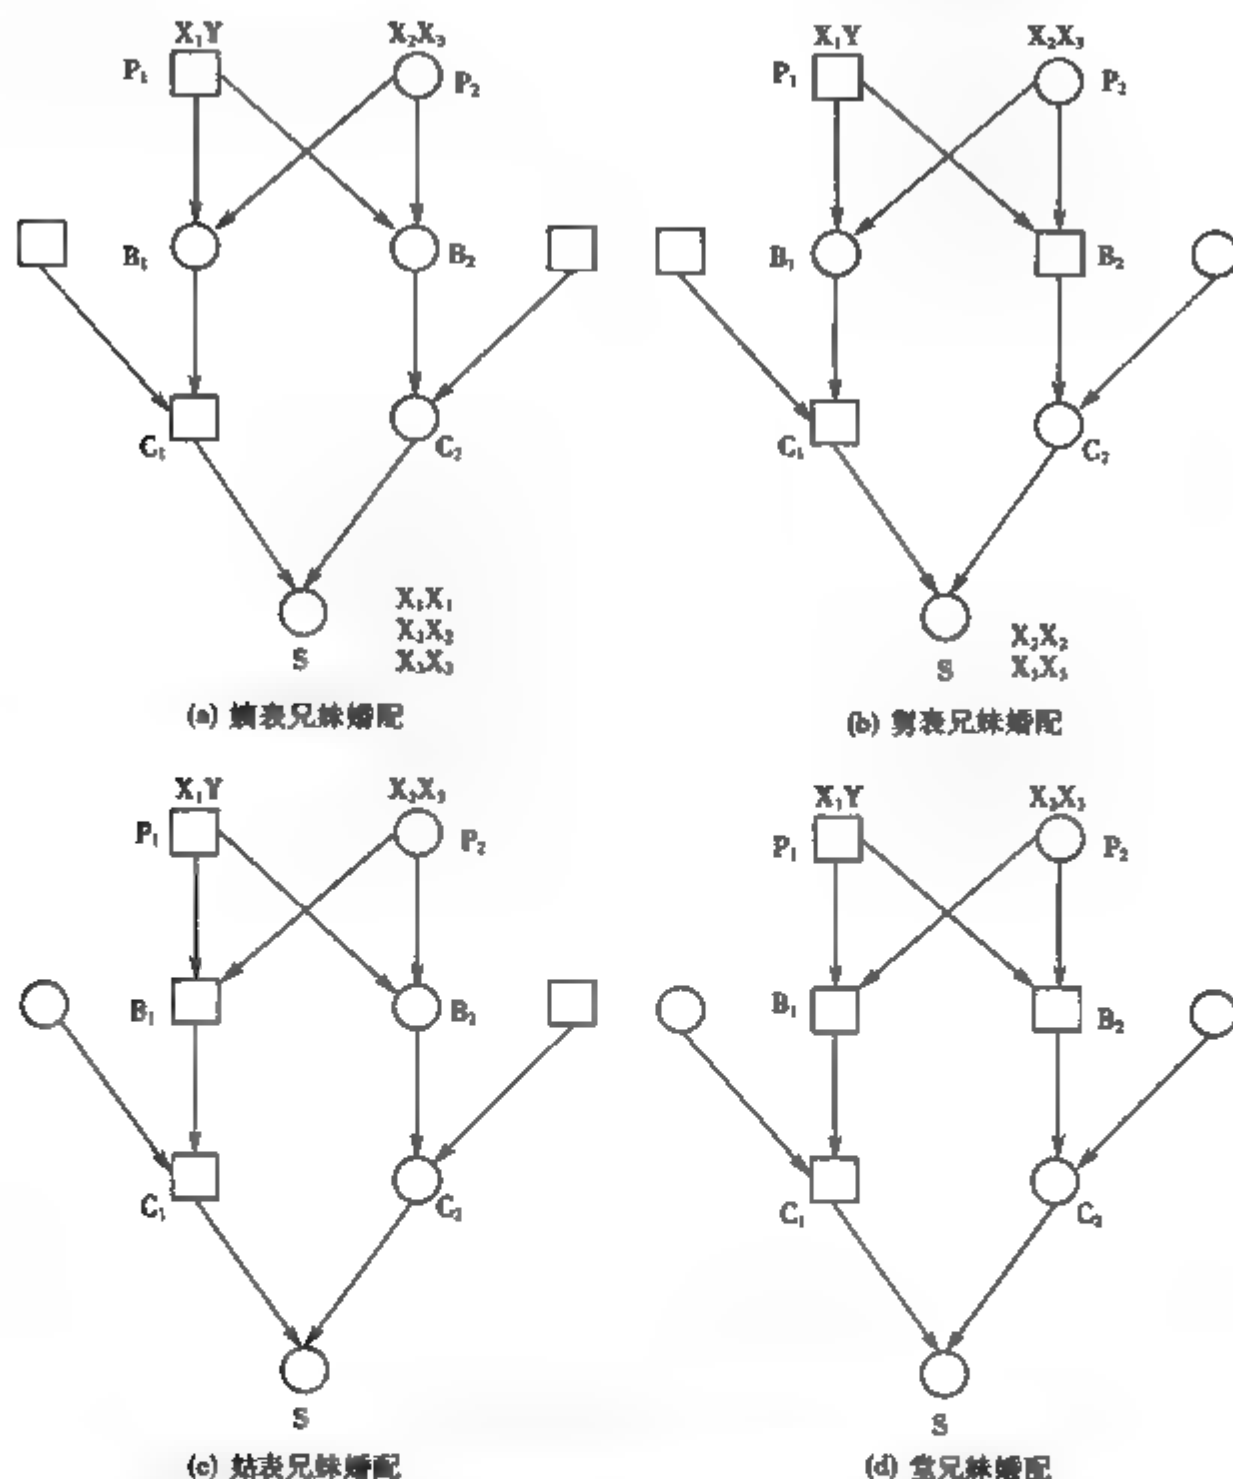 X₁Y
X₂X₃
P₁
P₂
B₁
B₂
C₁
C₂
X₁X₁
X₂X₂
X₃X₃
S
(a) 姨表兄妹婚配
X₁Y
X₂X₃
P₁
P₂
B₁
B₂
C₁
C₂
X₂X₂
X₃X₃
S
(b) 舅表兄妹婚配
X₁Y
X₂X₃
P₁
P₂
B₁
B₂
C₁
C₂
S
(c) 姑表兄妹婚配
X₁Y
X₂X₃
P₁
P₂
B₁
B₂
C₁
C₂
S
(d) 堂兄妹婚配